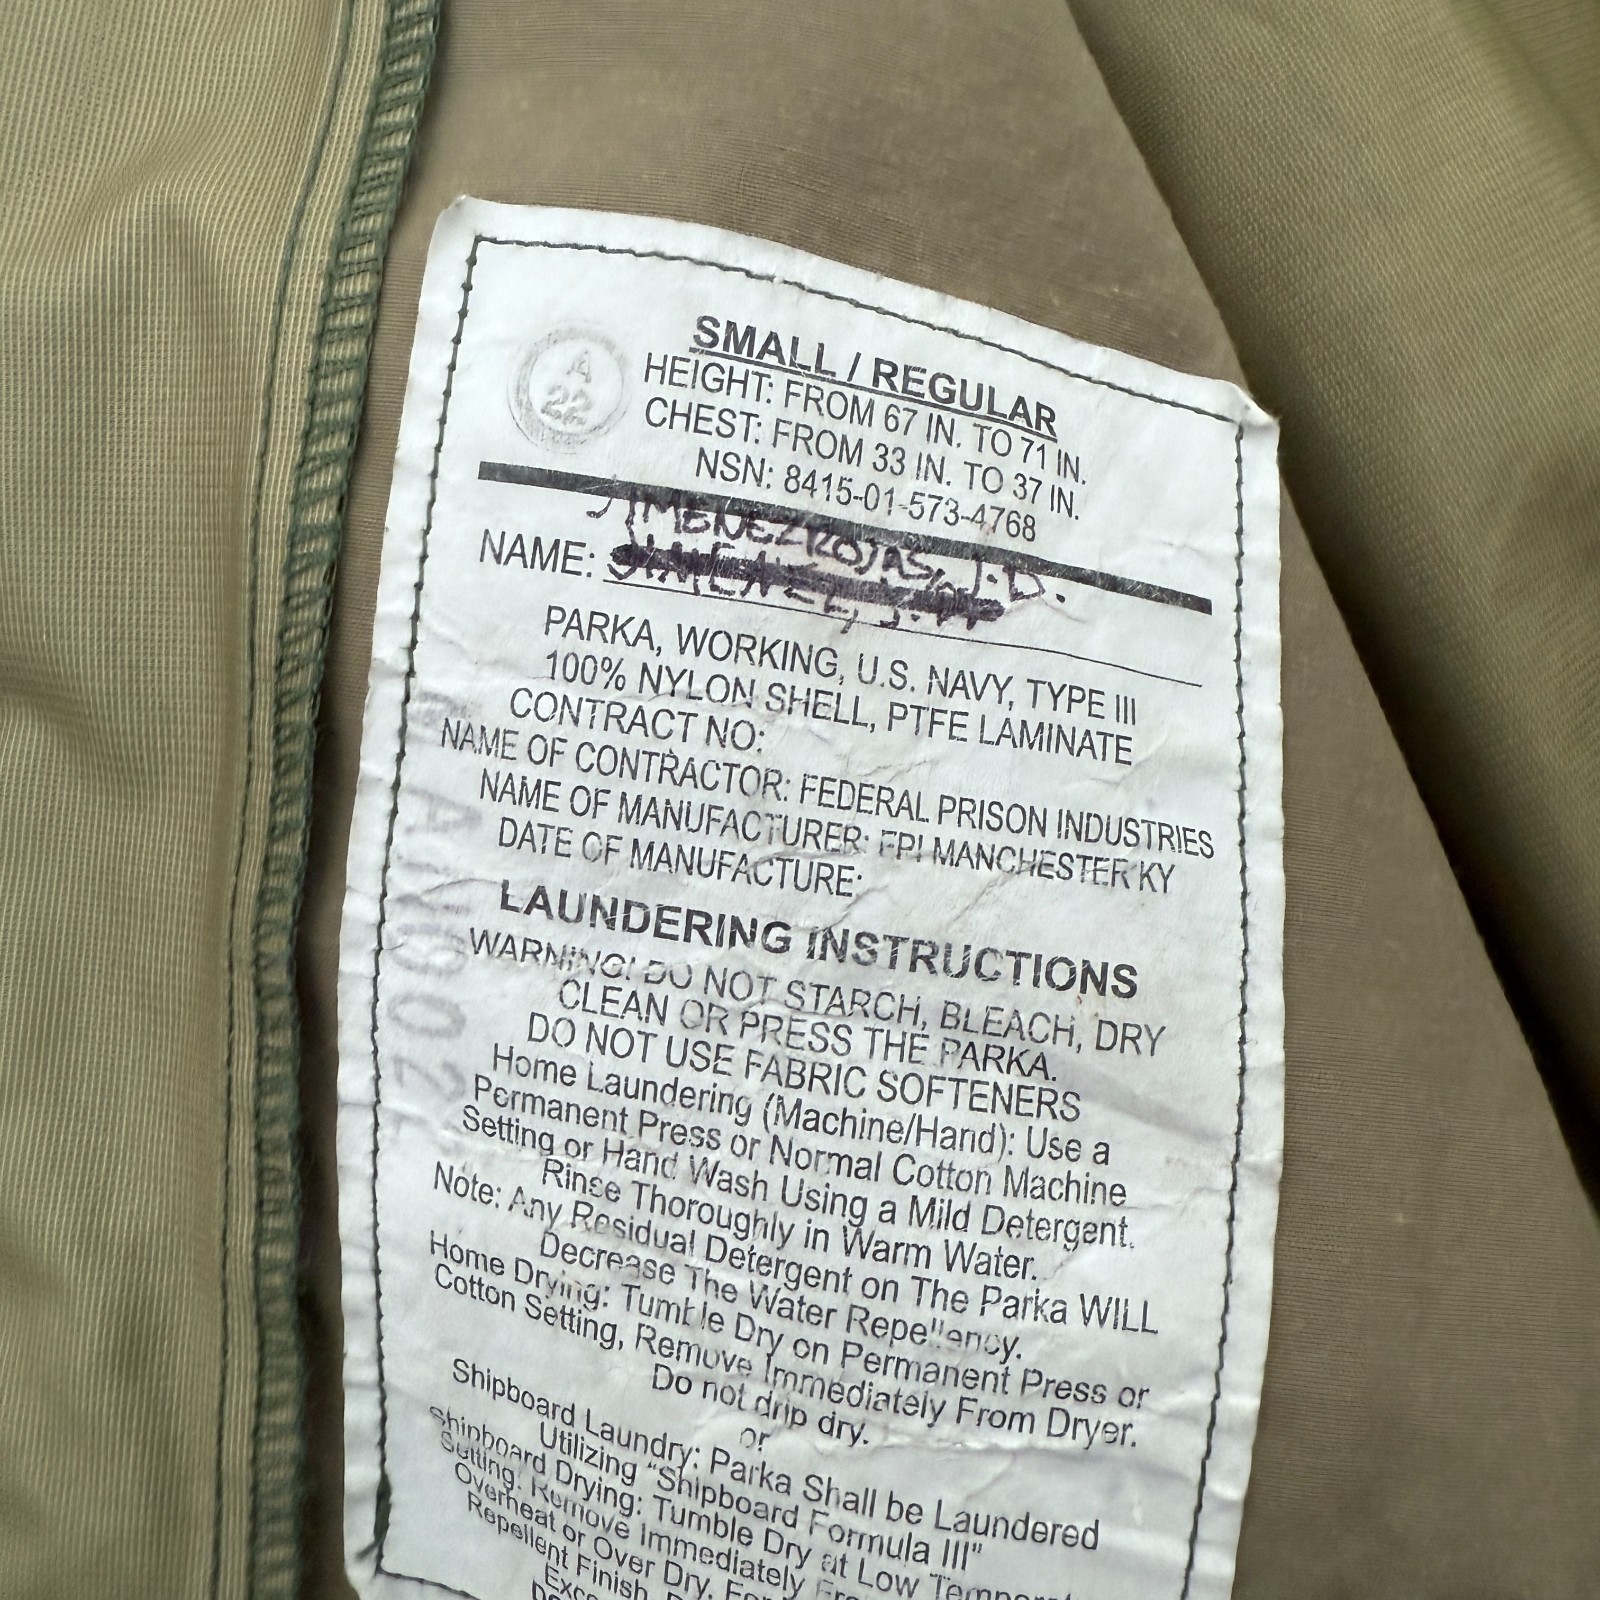 A
22
SMALL / REGULAR
HEIGHT: FROM 67 IN. TO 71 IN.
CHEST: FROM 33 IN. TO 37 IN.
NSN: 8415-01-573-4768
JIMENEZROJAS, J.D.
NAME:
PARKA, WORKING, U.S. NAVY, TYPE III
100% NYLON SHELL, PTFE LAMINATE
CONTRACT NO:
NAME OF CONTRACTOR: FEDERAL PRISON INDUSTRIES
NAME OF MANUFACTURER: FPI MANCHESTER KY
DATE OF MANUFACTURE:
LAUNDERING INSTRUCTIONS
WARNING! DO NOT STARCH, BLEACH, DRY
CLEAN OR PRESS THE PARKA.
DO NOT USE FABRIC SOFTENERS
Home Laundering (Machine/Hand): Use a
Permanent Press or Normal Cotton Machine
Setting or Hand Wash Using a Mild Detergent.
Rinse Thoroughly in Warm Water.
Note: Any Residual Detergent on The Parka WILL
Decrease The Water Repellency.
Home Drying: Tumble Dry on Permanent Press or
Cotton Setting, Remove Immediately From Dryer.
Do not drip dry.
or
Shipboard Laundry: Parka Shall be Laundered
Utilizing "Shipboard Formula III"
Shipboard Drying: Tumble Dry at Low
Setting. Remove Immediately
Overheat or Over Dry.
Repellent Finish.